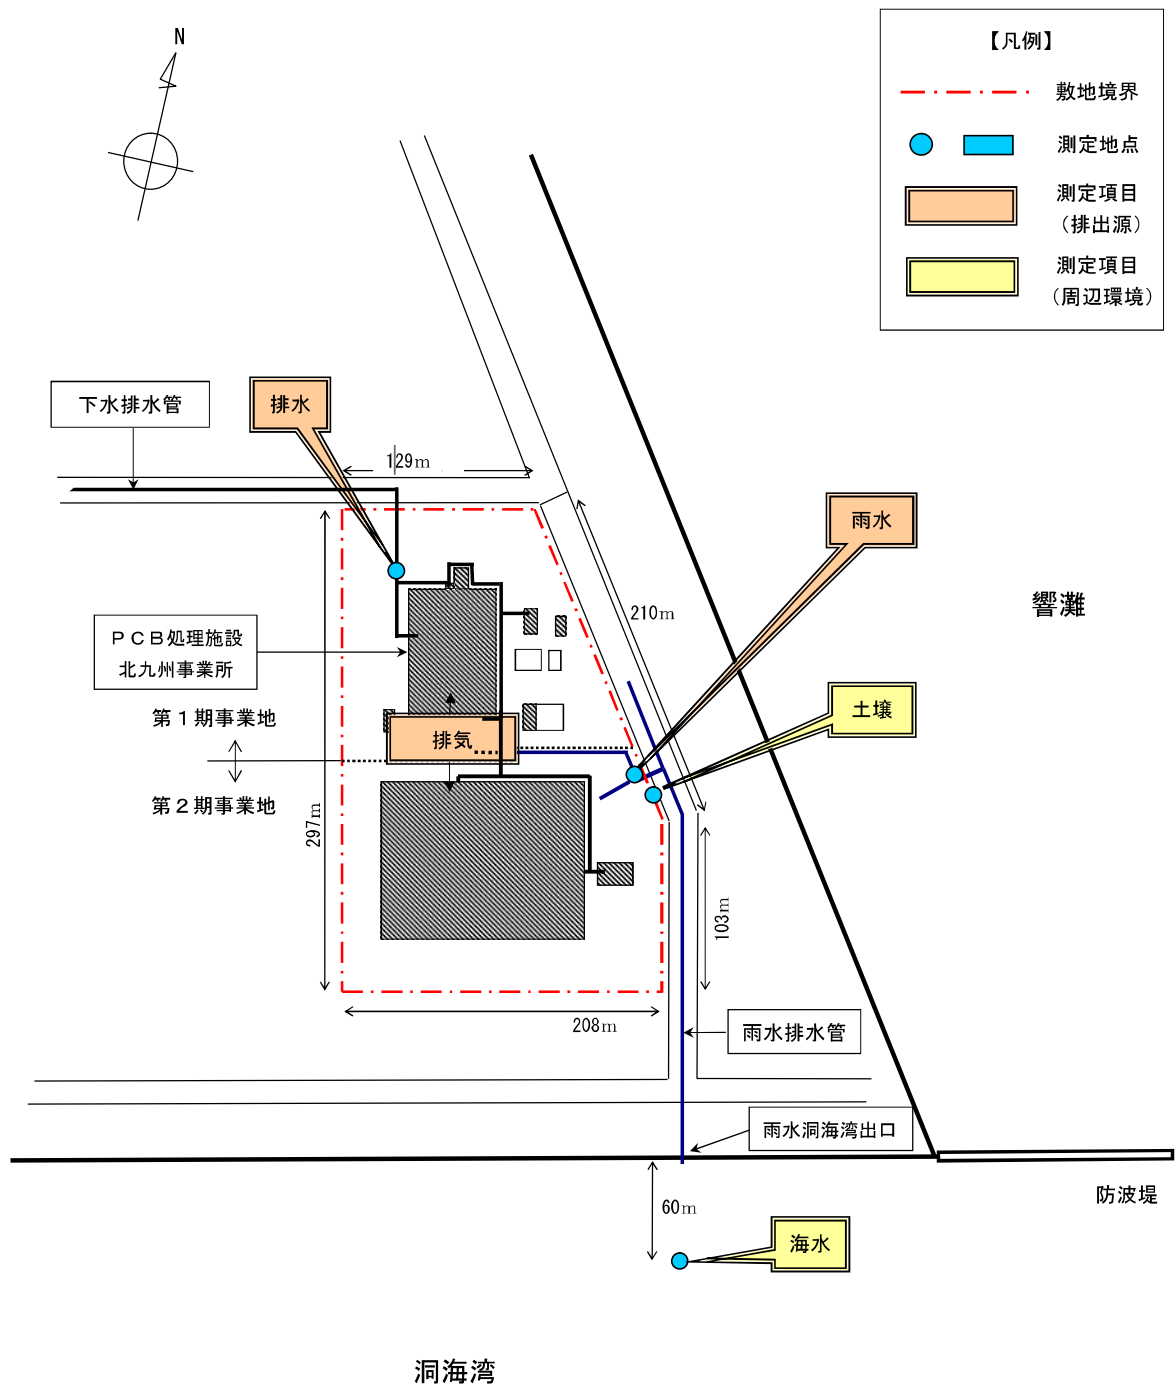 N
【凡例】
敷地境界
測定地点
測定項目
（排出源）
測定項目
（周辺環境）
下水排水管
排水
129m
雨水
響灘
210m
PCB処理施設
北九州事業所
土壌
第１期事業地
排気
第２期事業地
297m
103m
208m
雨水排水管
雨水洞海湾出口
防波堤
60m
海水
洞海湾